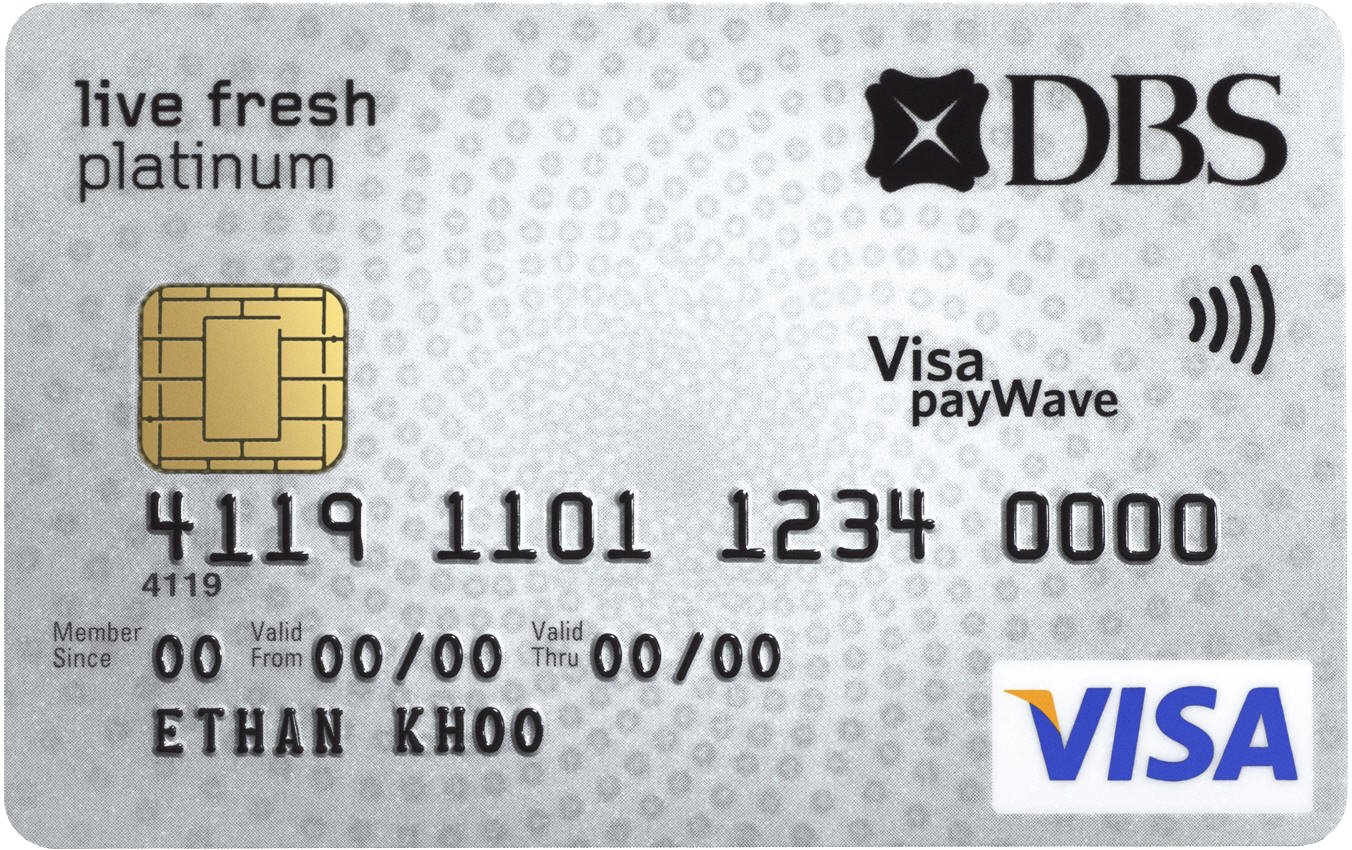 live fresh
platinum
DBS
Visa
payWave
4119 1101 1234 0000
4119
Member Since 00 Valid From 00/00 Valid Thru 00/00
ETHAN KHOO
VISA